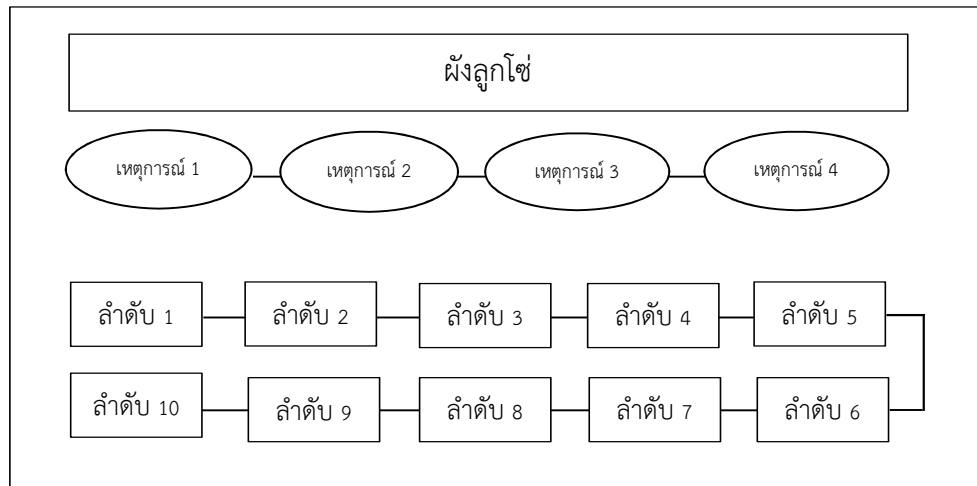 ผังลูกโซ่
เหตุการณ์ 1 เหตุการณ์ 2 เหตุการณ์ 3 เหตุการณ์ 4
ลำดับ 1 ลำดับ 2 ลำดับ 3 ลำดับ 4 ลำดับ 5
ลำดับ 10 ลำดับ 9 ลำดับ 8 ลำดับ 7 ลำดับ 6